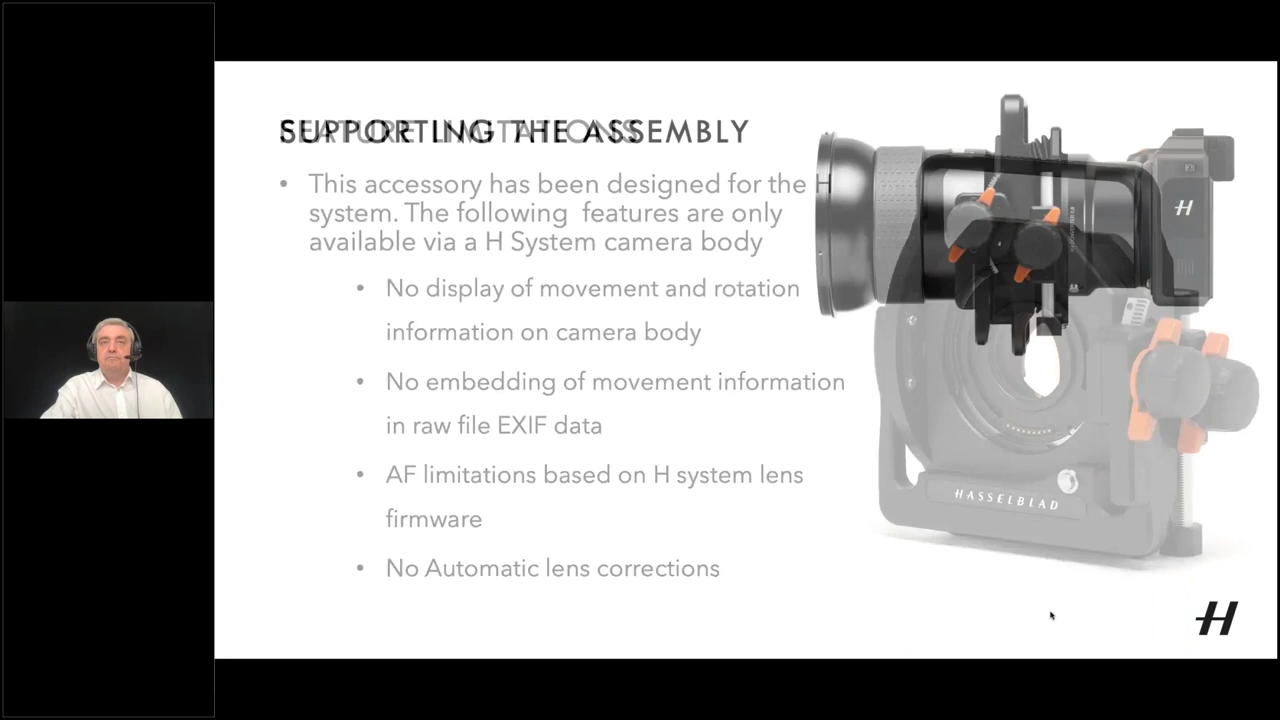 SUPPORTING THE ASSEMBLY
FEATURE LIMITATIONS
• This accessory has been designed for the H
system. The following features are only
available via a H System camera body
• No display of movement and rotation
information on camera body
• No embedding of movement information
in raw file EXIF data
• AF limitations based on H system lens
firmware
• No Automatic lens corrections
HASSELBLAD
H
H